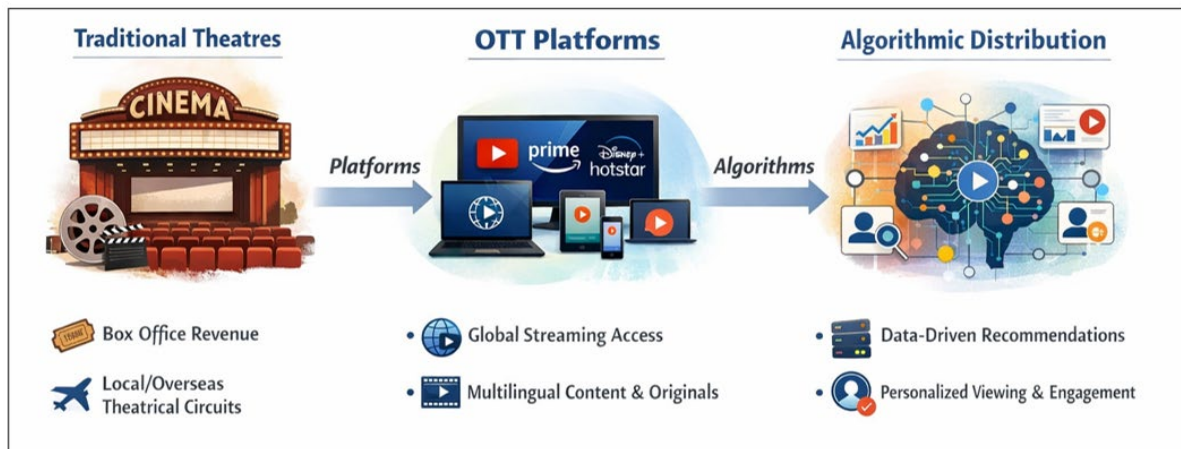 Traditional Theatres
OTT Platforms
Algorithmic Distribution
CINEMA
Platforms
prime
Disney+
hotstar
Algorithms
Box Office Revenue
Local/Overseas
Theatrical Circuits
• Global Streaming Access
• Multilingual Content & Originals
• Data-Driven Recommendations
• Personalized Viewing & Engagement